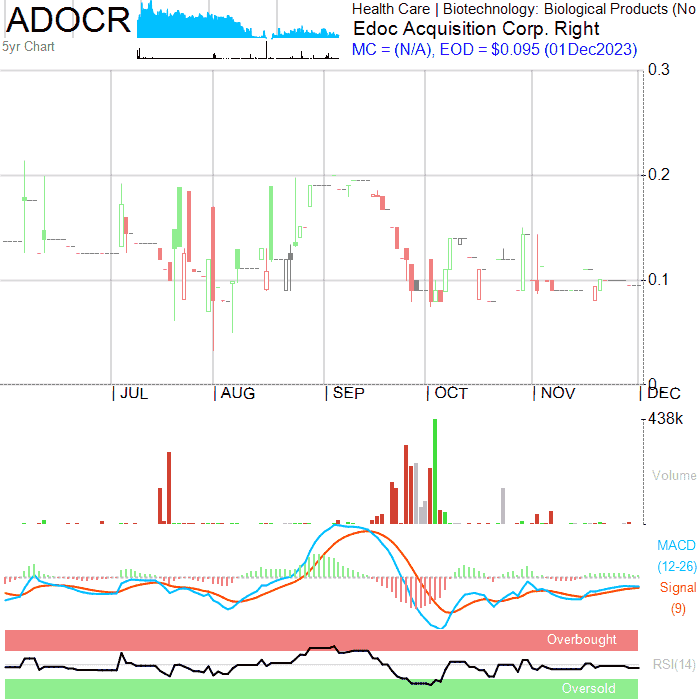 ADOCR
5yr Chart
Health Care | Biotechnology: Biological Products (No
Edoc Acquisition Corp. Right
MC = (N/A), EOD = $0.095 (01Dec2023)
0.3
0.2
0.1
0
JUL AUG SEP OCT NOV DEC
438k
Volume
MACD
(12-26)
Signal
(9)
Overbought
RSI(14)
Oversold